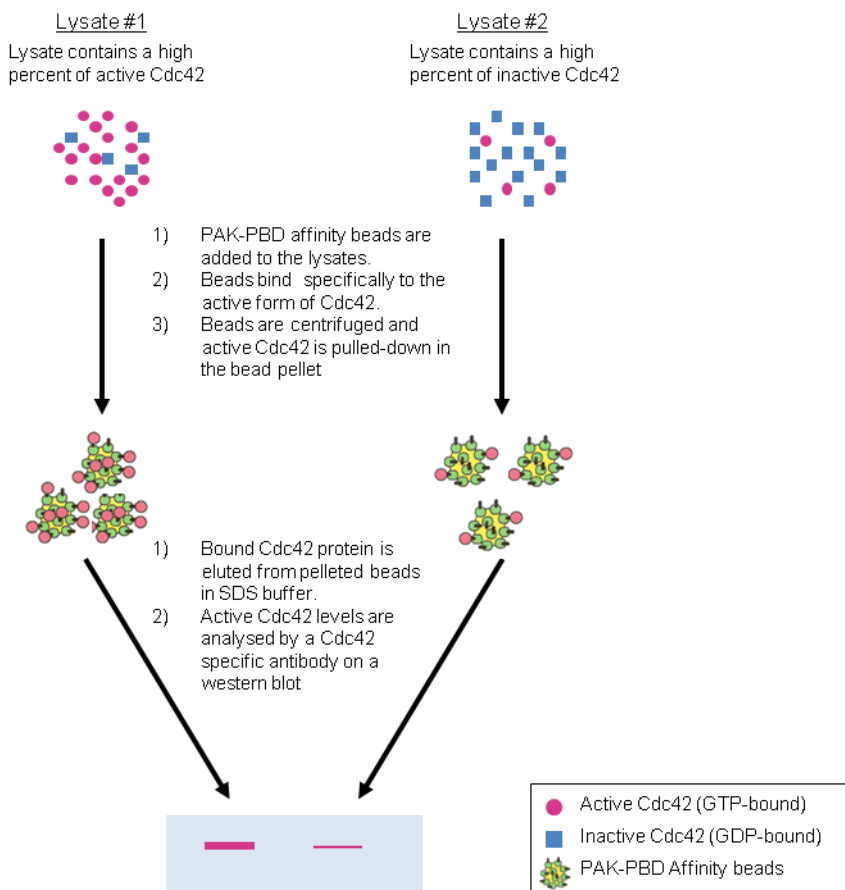 Lysate #1
Lysate contains a high
percent of active Cdc42
Lysate #2
Lysate contains a high
percent of inactive Cdc42
1) PAK-PBD affinity beads are
added to the lysates.
2) Beads bind specifically to the
active form of Cdc42.
3) Beads are centrifuged and
active Cdc42 is pulled-down in
the bead pellet
1) Bound Cdc42 protein is
eluted from pelleted beads
in SDS buffer.
2) Active Cdc42 levels are
analysed by a Cdc42
specific antibody on a
western blot
Active Cdc42 (GTP-bound)
Inactive Cdc42 (GDP-bound)
PAK-PBD Affinity beads